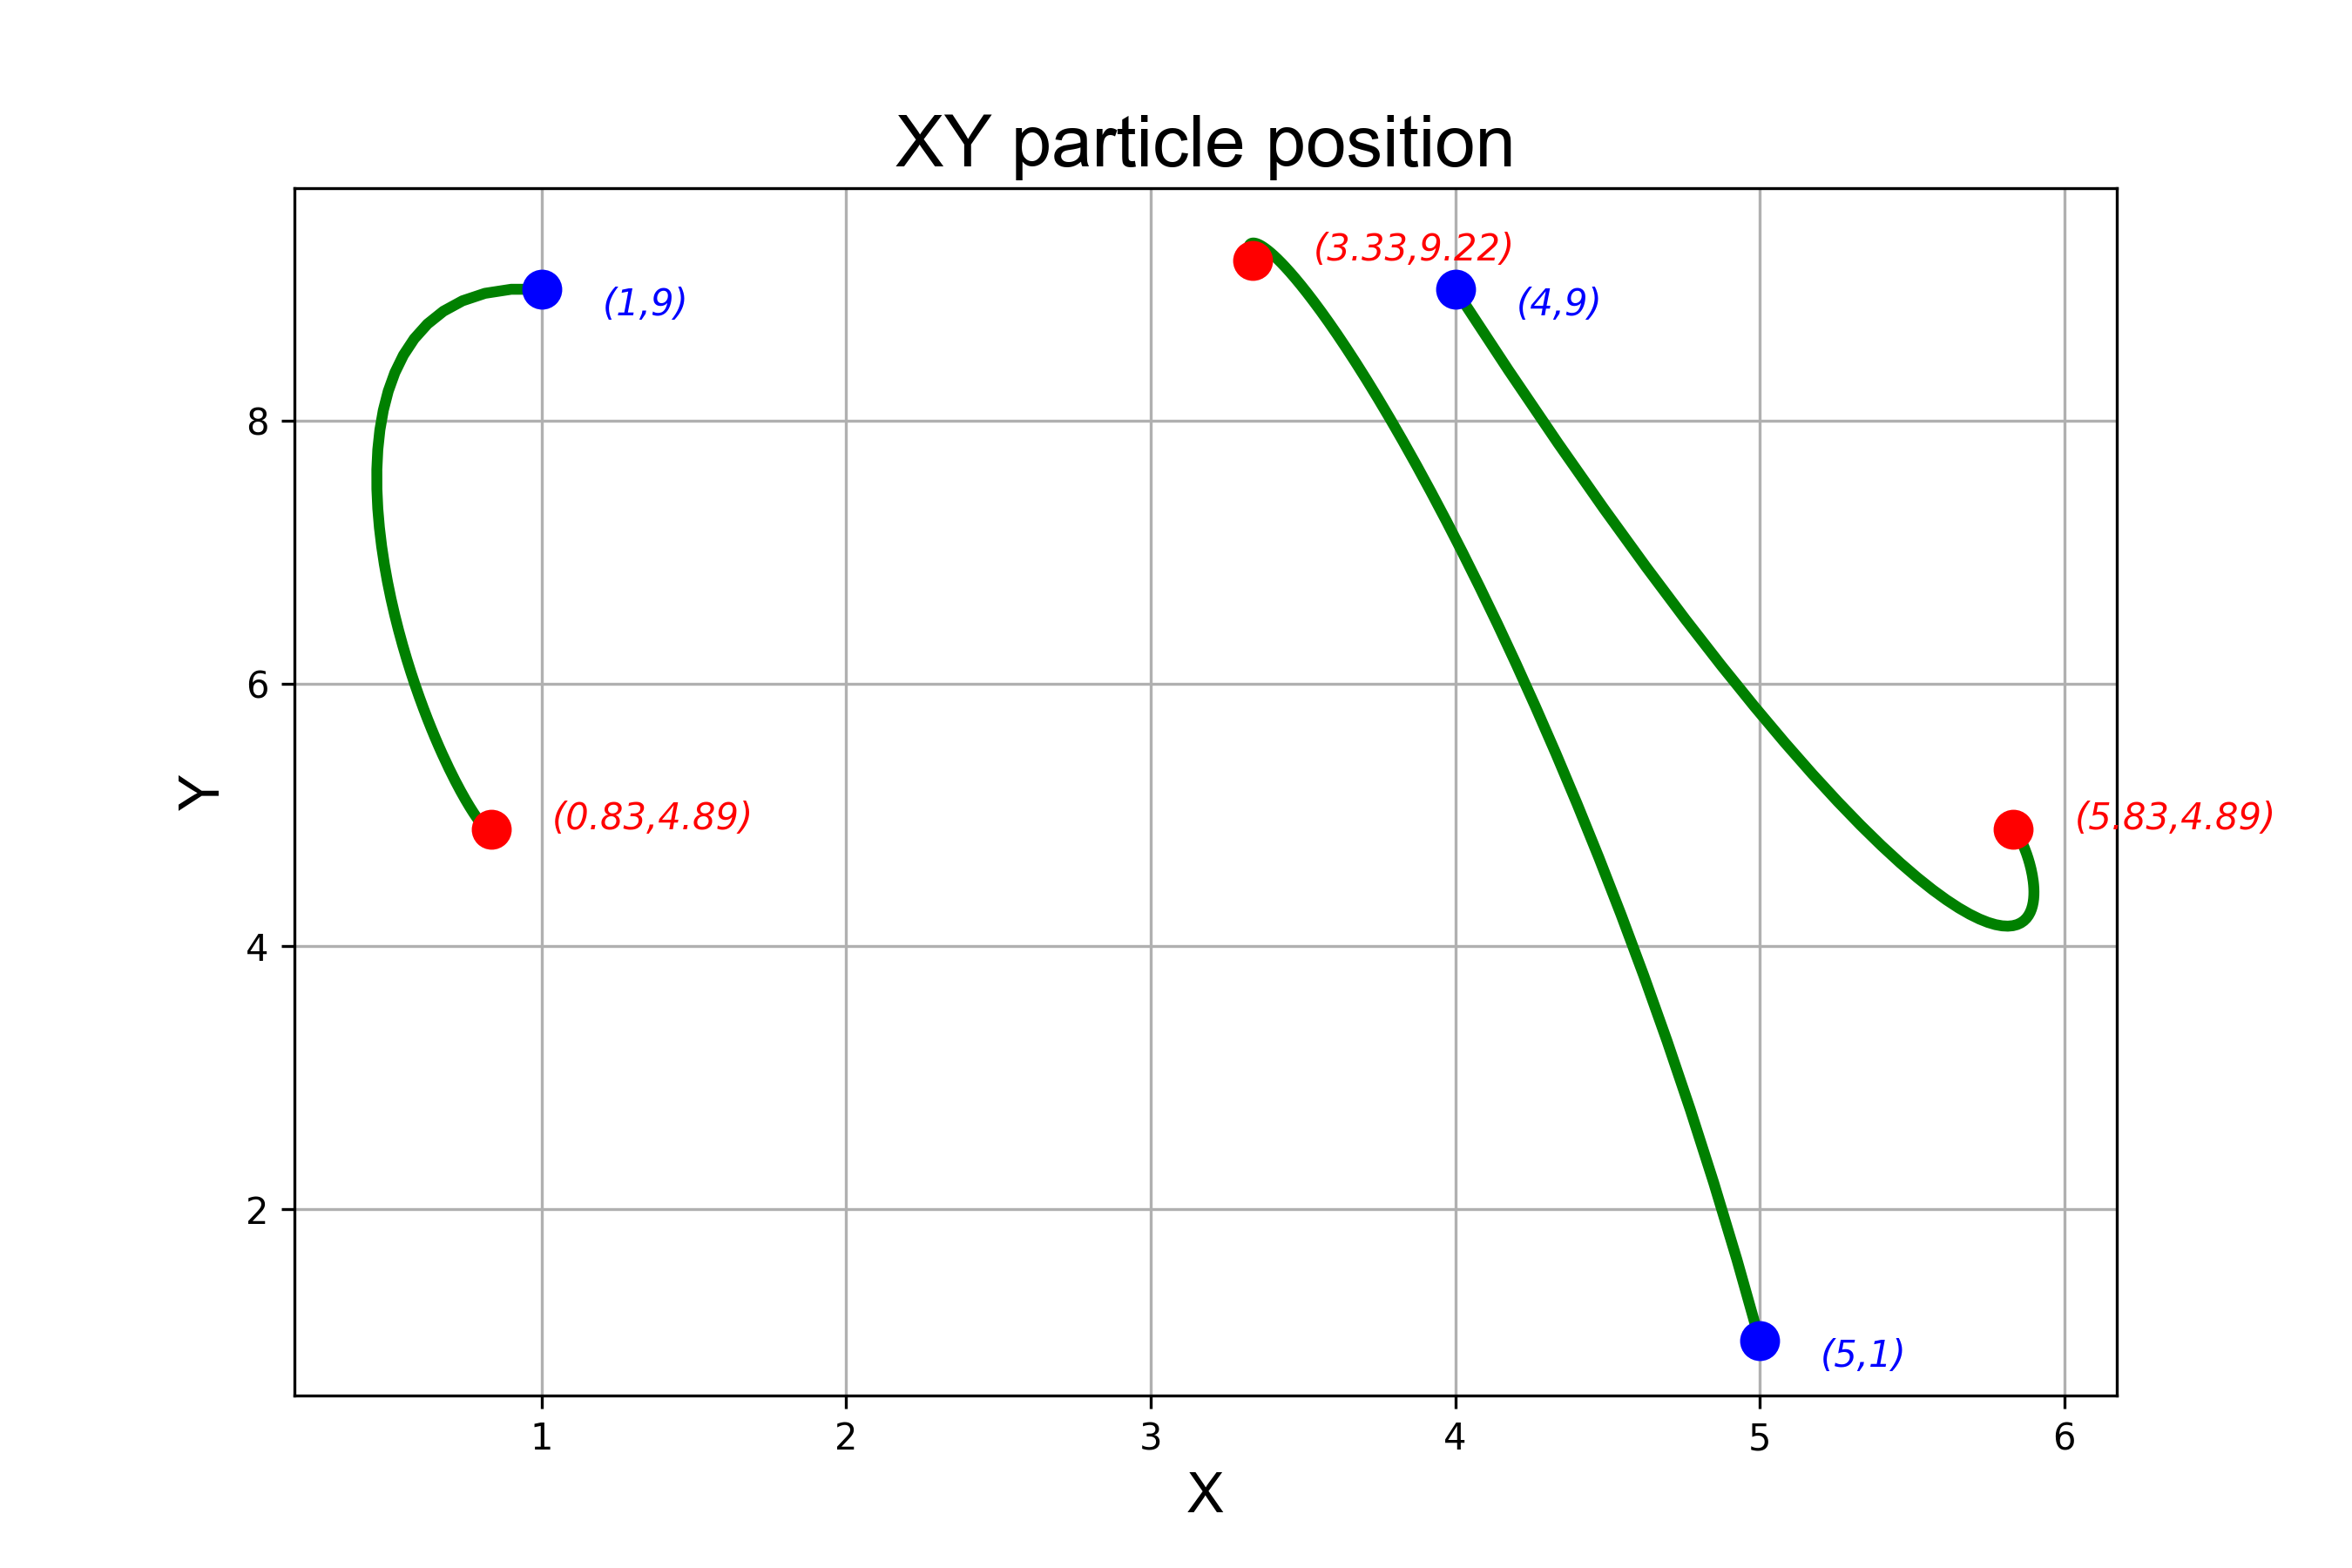 XY particle position
(3.33,9.22)
(1,9)
(4,9)
8
6
Y
(0.83,4.89)
(5.83,4.89)
4
2
(5,1)
1 2 3 4 5 6
X